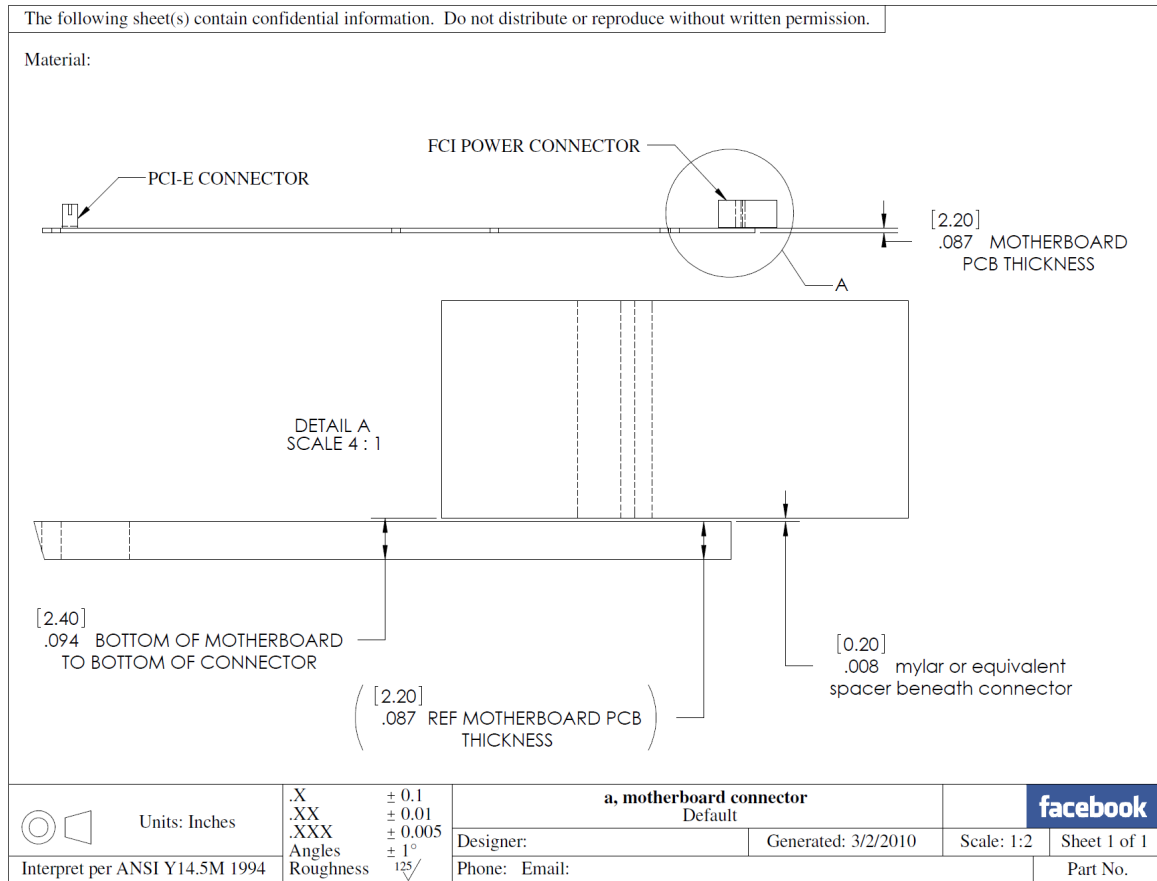 The following sheet(s) contain confidential information.  Do not distribute or reproduce without written permission.
Material:
FCI POWER CONNECTOR
PCI-E CONNECTOR
[2.20]
.087 MOTHERBOARD
PCB THICKNESS
A
DETAIL A
SCALE 4 : 1
[2.40]
.094 BOTTOM OF MOTHERBOARD
TO BOTTOM OF CONNECTOR
[0.20]
.008 mylar or equivalent
spacer beneath connector
[2.20]
.087 REF MOTHERBOARD PCB
THICKNESS
Units: Inches
Interpret per ANSI Y14.5M 1994
.X ± 0.1
.XX ± 0.01
.XXX ± 0.005
Angles ± 1°
Roughness 125
a, motherboard connector
Default
facebook
Designer:
Generated: 3/2/2010
Scale: 1:2
Sheet 1 of 1
Phone: Email:
Part No.